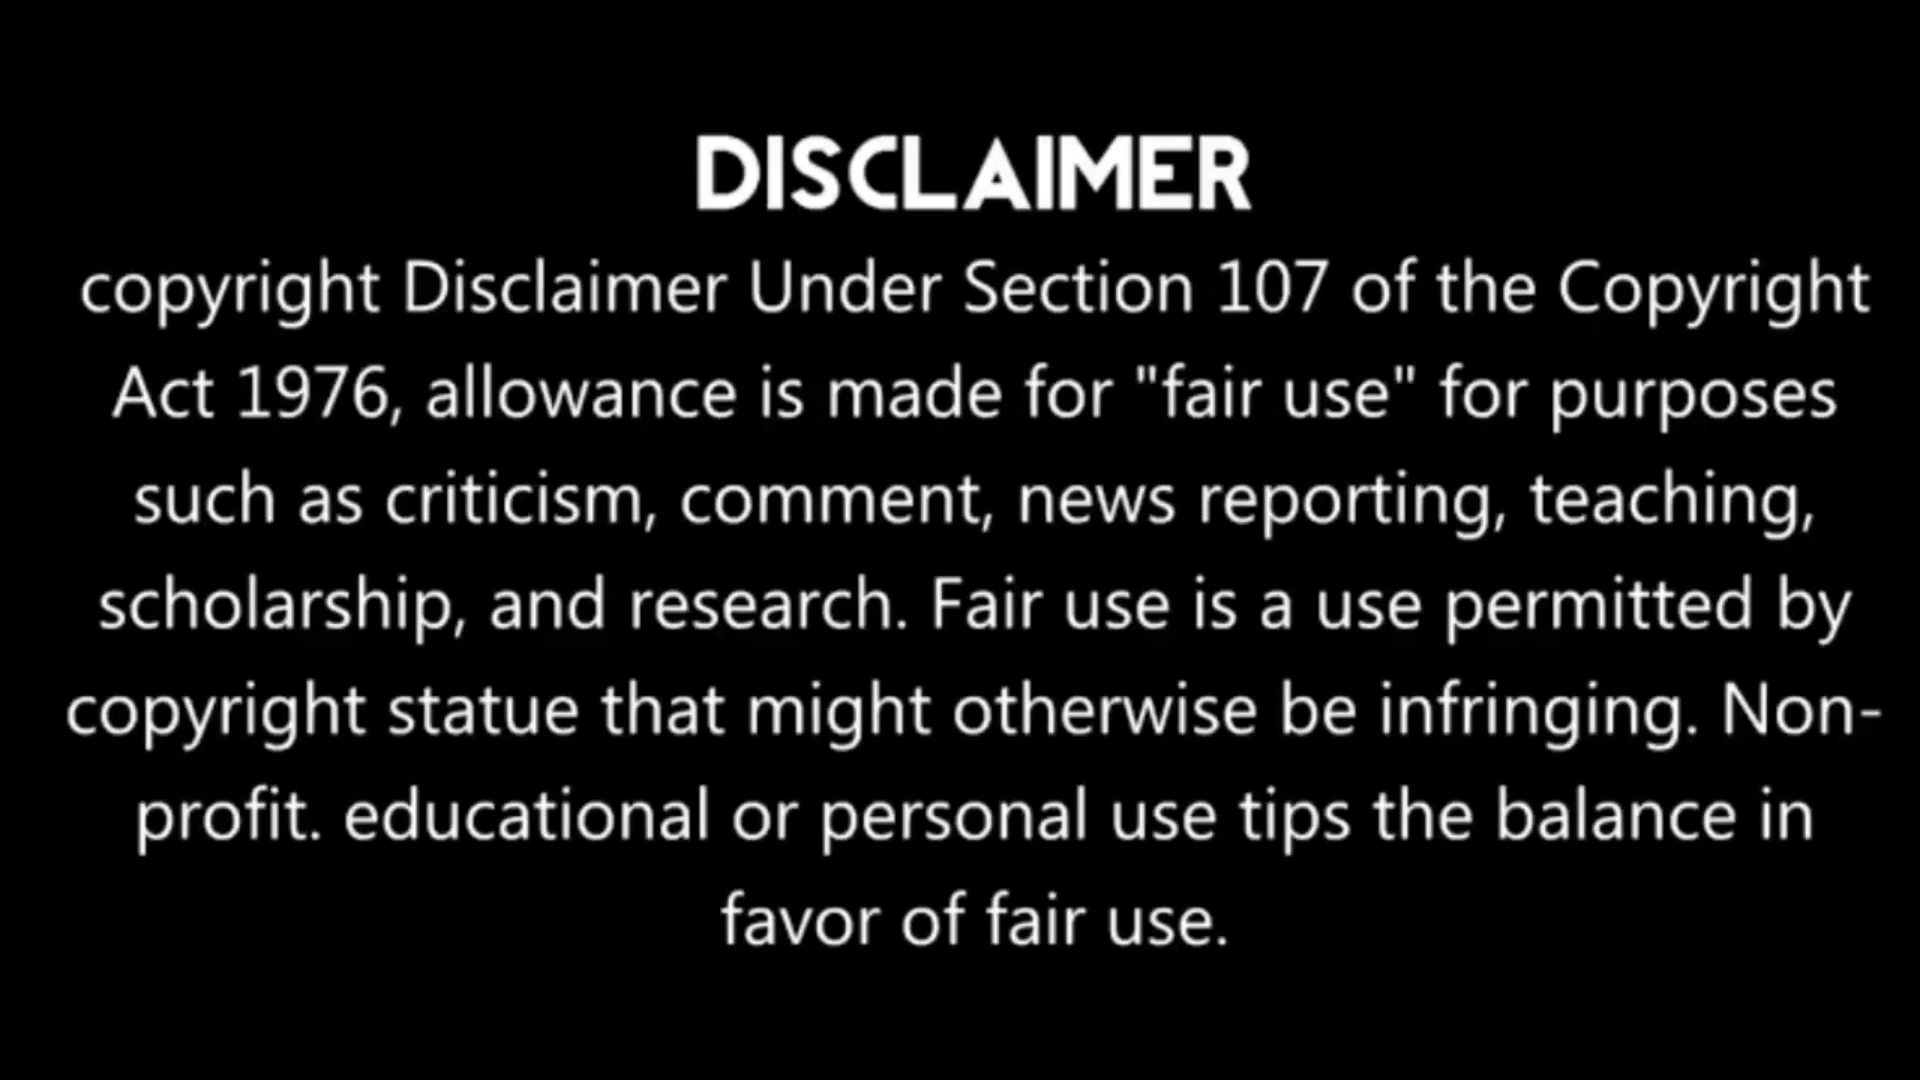 DISCLAIMER
copyright Disclaimer Under Section 107 of the Copyright
Act 1976, allowance is made for "fair use" for purposes
such as criticism, comment, news reporting, teaching,
scholarship, and research. Fair use is a use permitted by
copyright statue that might otherwise be infringing. Non-
profit. educational or personal use tips the balance in
favor of fair use.